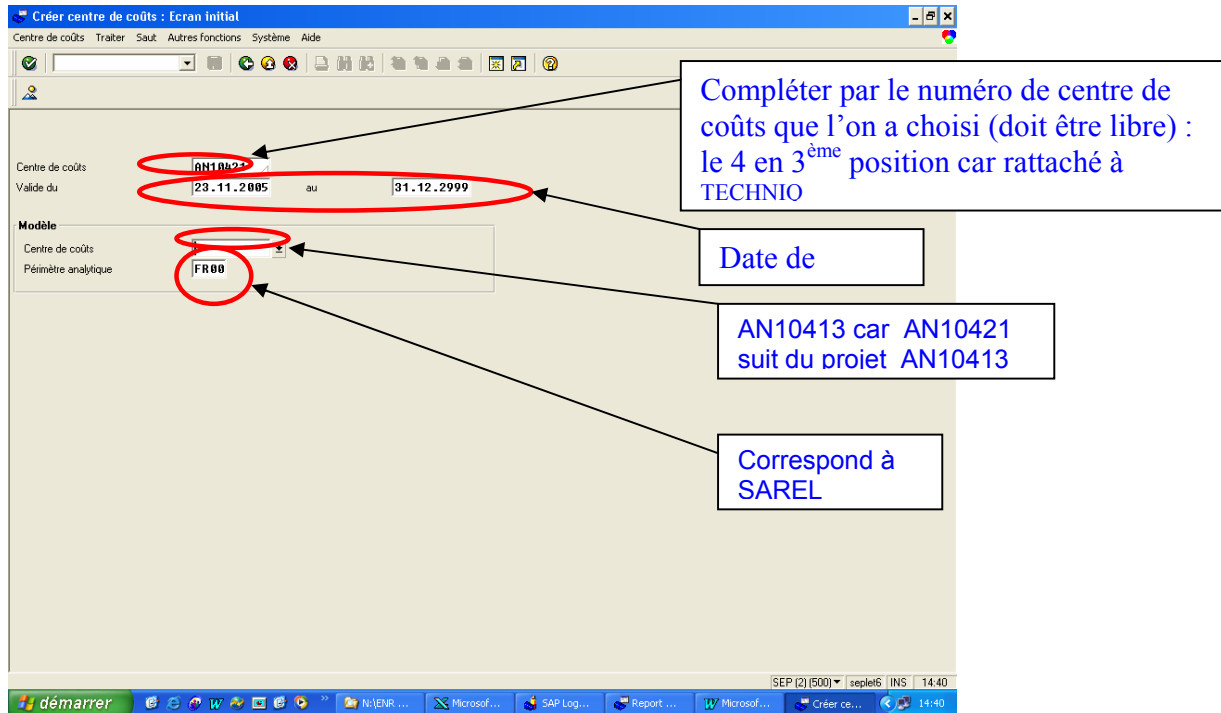 Créer centre de coûts : Ecran initial
Centre de coûts Traiter Saut Autres fonctions Système Aide
Compléter par le numéro de centre de
coûts que l'on a choisi (doit être libre) :
le 4 en 3ème position car rattaché à
TECHNIQ
Centre de coûts AN10421
Valide du 23.11.2005 au 31.12.2999
Date de
Modèle
Centre de coûts
Périmètre analytique FR00
AN10413 car AN10421
suit du projet AN10413
Correspond à
SAREL
SEP (2) (500) seplet6 INS 14:40
démarrer N:\ENR ... Microsof... SAP Log... Report ... Microsof... Créer ce... 14:40